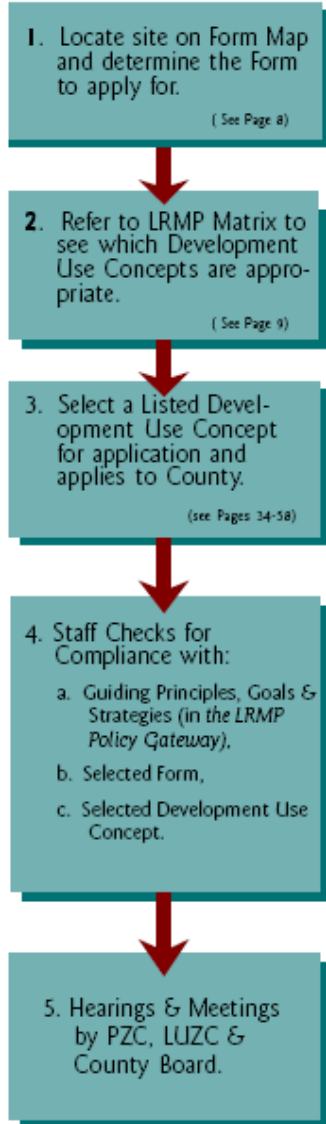 1. Locate site on Form Map
and determine the Form
to apply for.
( See Page 8)
2. Refer to LRMP Matrix to
see which Development
Use Concepts are appro-
priate.
( See Page 9)
3. Select a Listed Devel-
opment Use Concept
for application and
applies to County.
(see Pages 34-58)
4. Staff Checks for
Compliance with:
a. Guiding Principles, Goals &
Strategies (in the LRMP
Policy Gateway),
b. Selected Form,
c. Selected Development Use
Concept.
5. Hearings & Meetings
by PZC, LUZC &
County Board.